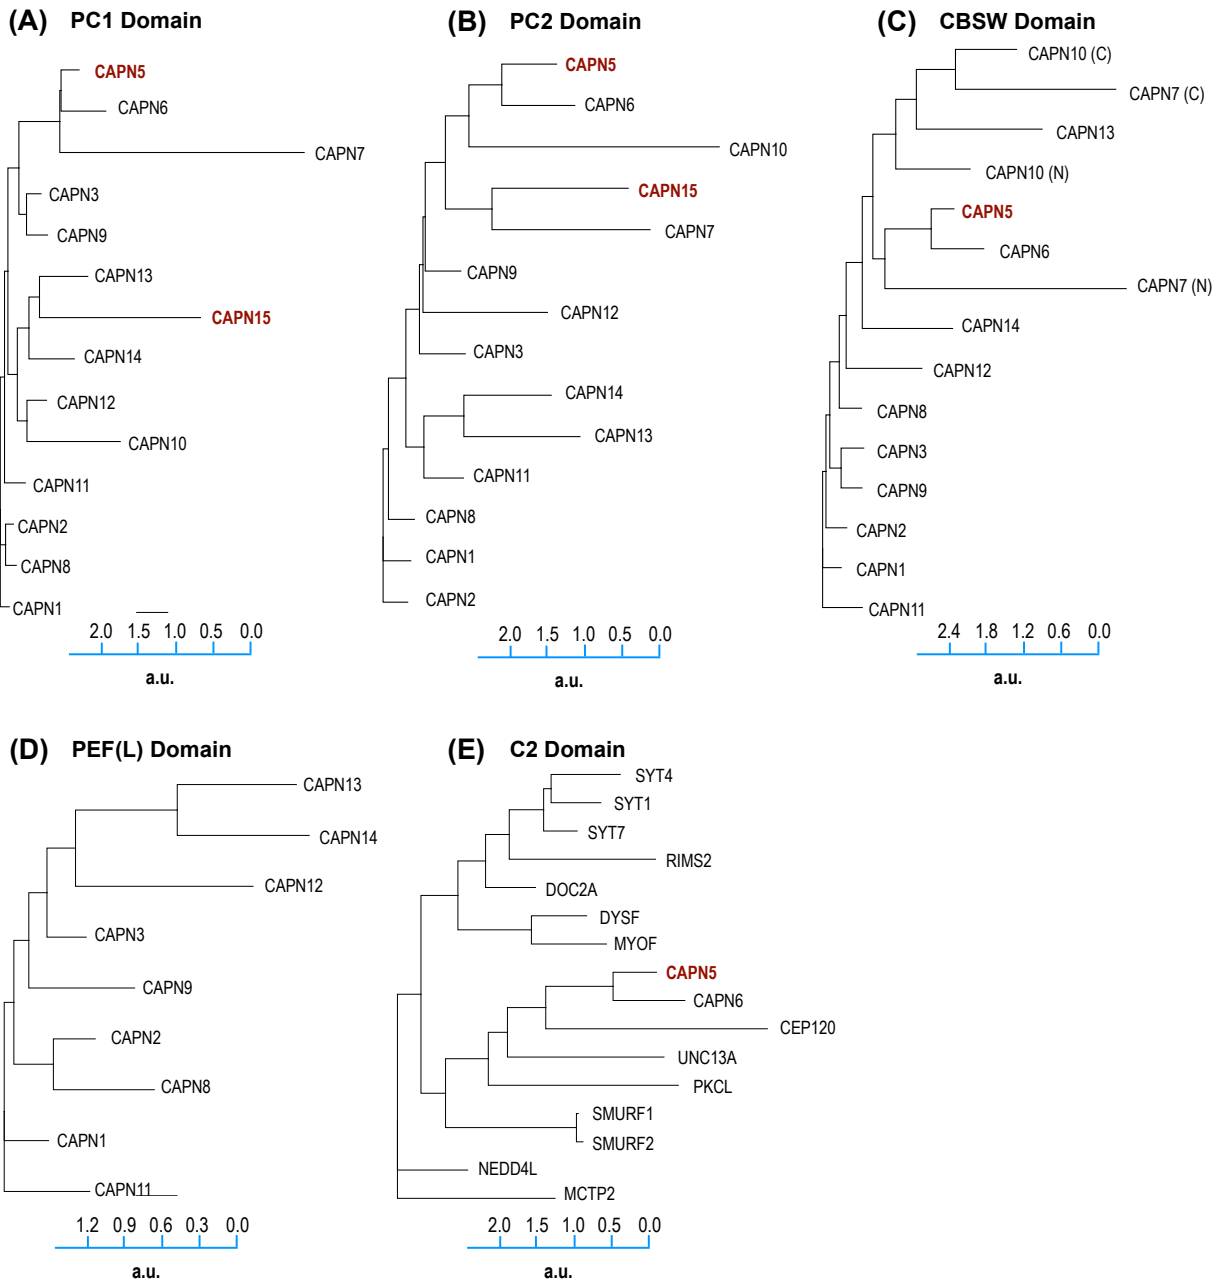 (A) PC1 Domain
CAPN5
CAPN6
CAPN7
CAPN3
CAPN9
CAPN13
CAPN15
CAPN14
CAPN12
CAPN10
CAPN11
CAPN2
CAPN8
CAPN1
2.0 1.5 1.0 0.5 0.0
a.u.
(B) PC2 Domain
CAPN5
CAPN6
CAPN10
CAPN15
CAPN7
CAPN9
CAPN12
CAPN3
CAPN14
CAPN13
CAPN11
CAPN8
CAPN1
CAPN2
2.0 1.5 1.0 0.5 0.0
a.u.
(C) CBSW Domain
CAPN10 (C)
CAPN7 (C)
CAPN13
CAPN10 (N)
CAPN5
CAPN6
CAPN7 (N)
CAPN14
CAPN12
CAPN8
CAPN3
CAPN9
CAPN2
CAPN1
CAPN11
2.4 1.8 1.2 0.6 0.0
a.u.
(D) PEF(L) Domain
CAPN13
CAPN14
CAPN12
CAPN3
CAPN9
CAPN2
CAPN8
CAPN1
CAPN11
1.2 0.9 0.6 0.3 0.0
a.u.
(E) C2 Domain
SYT4
SYT1
SYT7
RIMS2
DOC2A
DYSF
MYOF
CAPN5
CAPN6
CEP120
UNC13A
PKCL
SMURF1
SMURF2
NEDD4L
MCTP2
2.0 1.5 1.0 0.5 0.0
a.u.